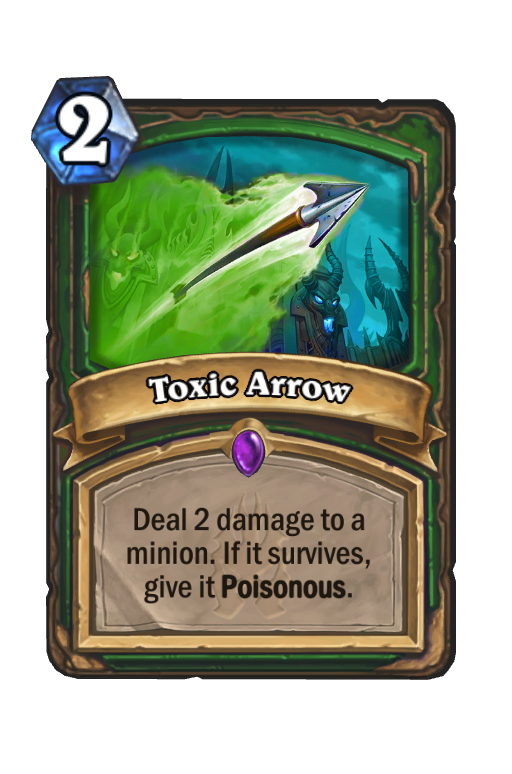 2
Toxic Arrow
Deal 2 damage to a
minion. If it survives,
give it Poisonous.